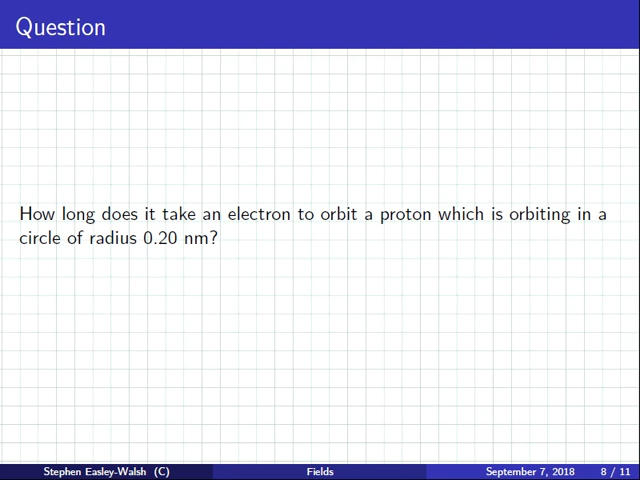 Question
How long does it take an electron to orbit a proton which is orbiting in a
circle of radius 0.20 nm?
Stephen Easley-Walsh (C) Fields September 7, 2018 8 / 11